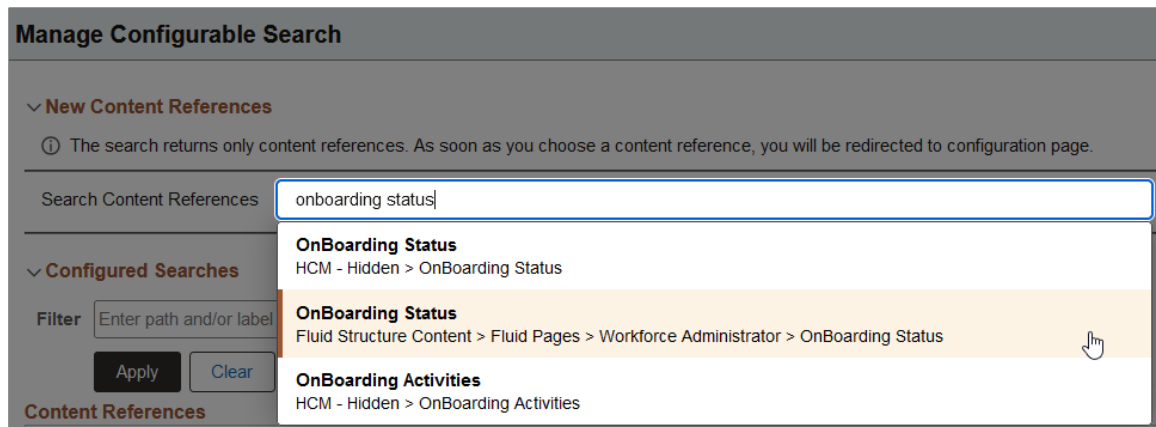 Manage Configurable Search
New Content References
The search returns only content references. As soon as you choose a content reference, you will be redirected to configuration page.
Search Content References
onboarding status
OnBoarding Status
HCM - Hidden > OnBoarding Status
OnBoarding Status
Fluid Structure Content > Fluid Pages > Workforce Administrator > OnBoarding Status
OnBoarding Activities
HCM - Hidden > OnBoarding Activities
Configured Searches
Filter
Enter path and/or label
Apply
Clear
Content References